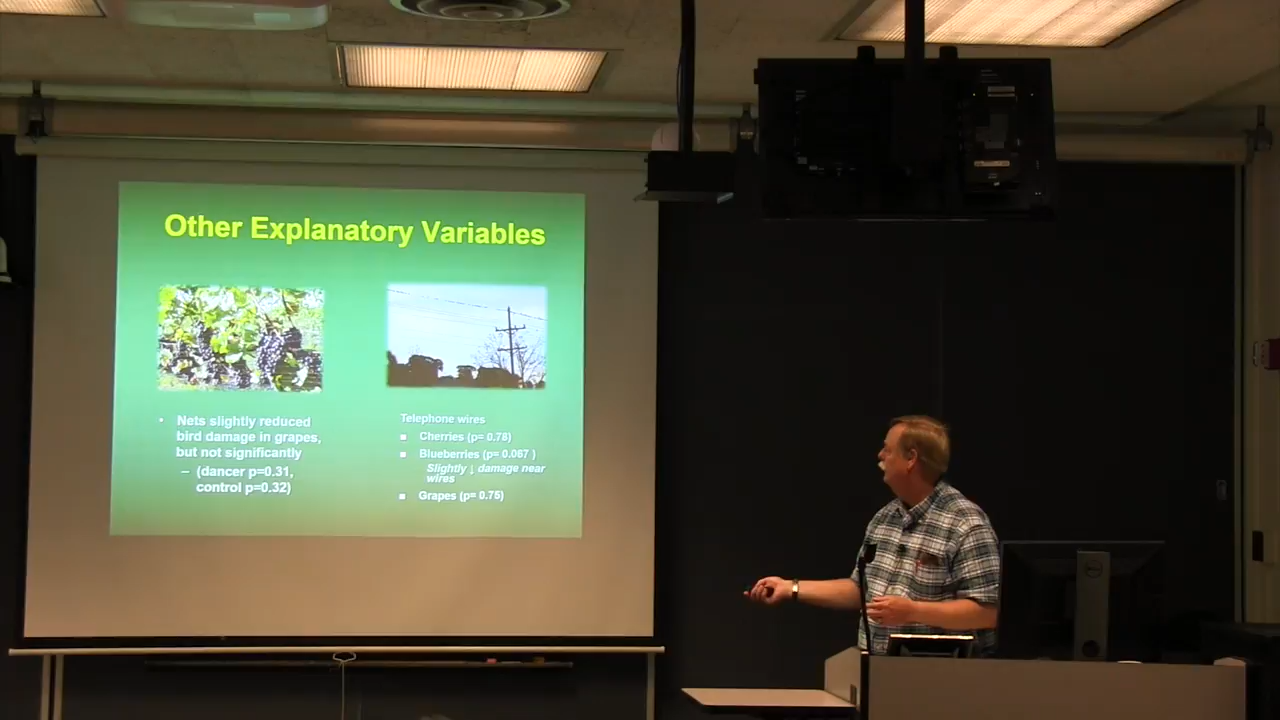 Other Explanatory Variables
• Nets slightly reduced
bird damage in grapes,
but not significantly
– (dancer p=0.31,
control p=0.32)
Telephone wires
Cherries (p= 0.78)
Blueberries (p= 0.067 )
Slightly ↓ damage near
wires
Grapes (p= 0.75)
DELL